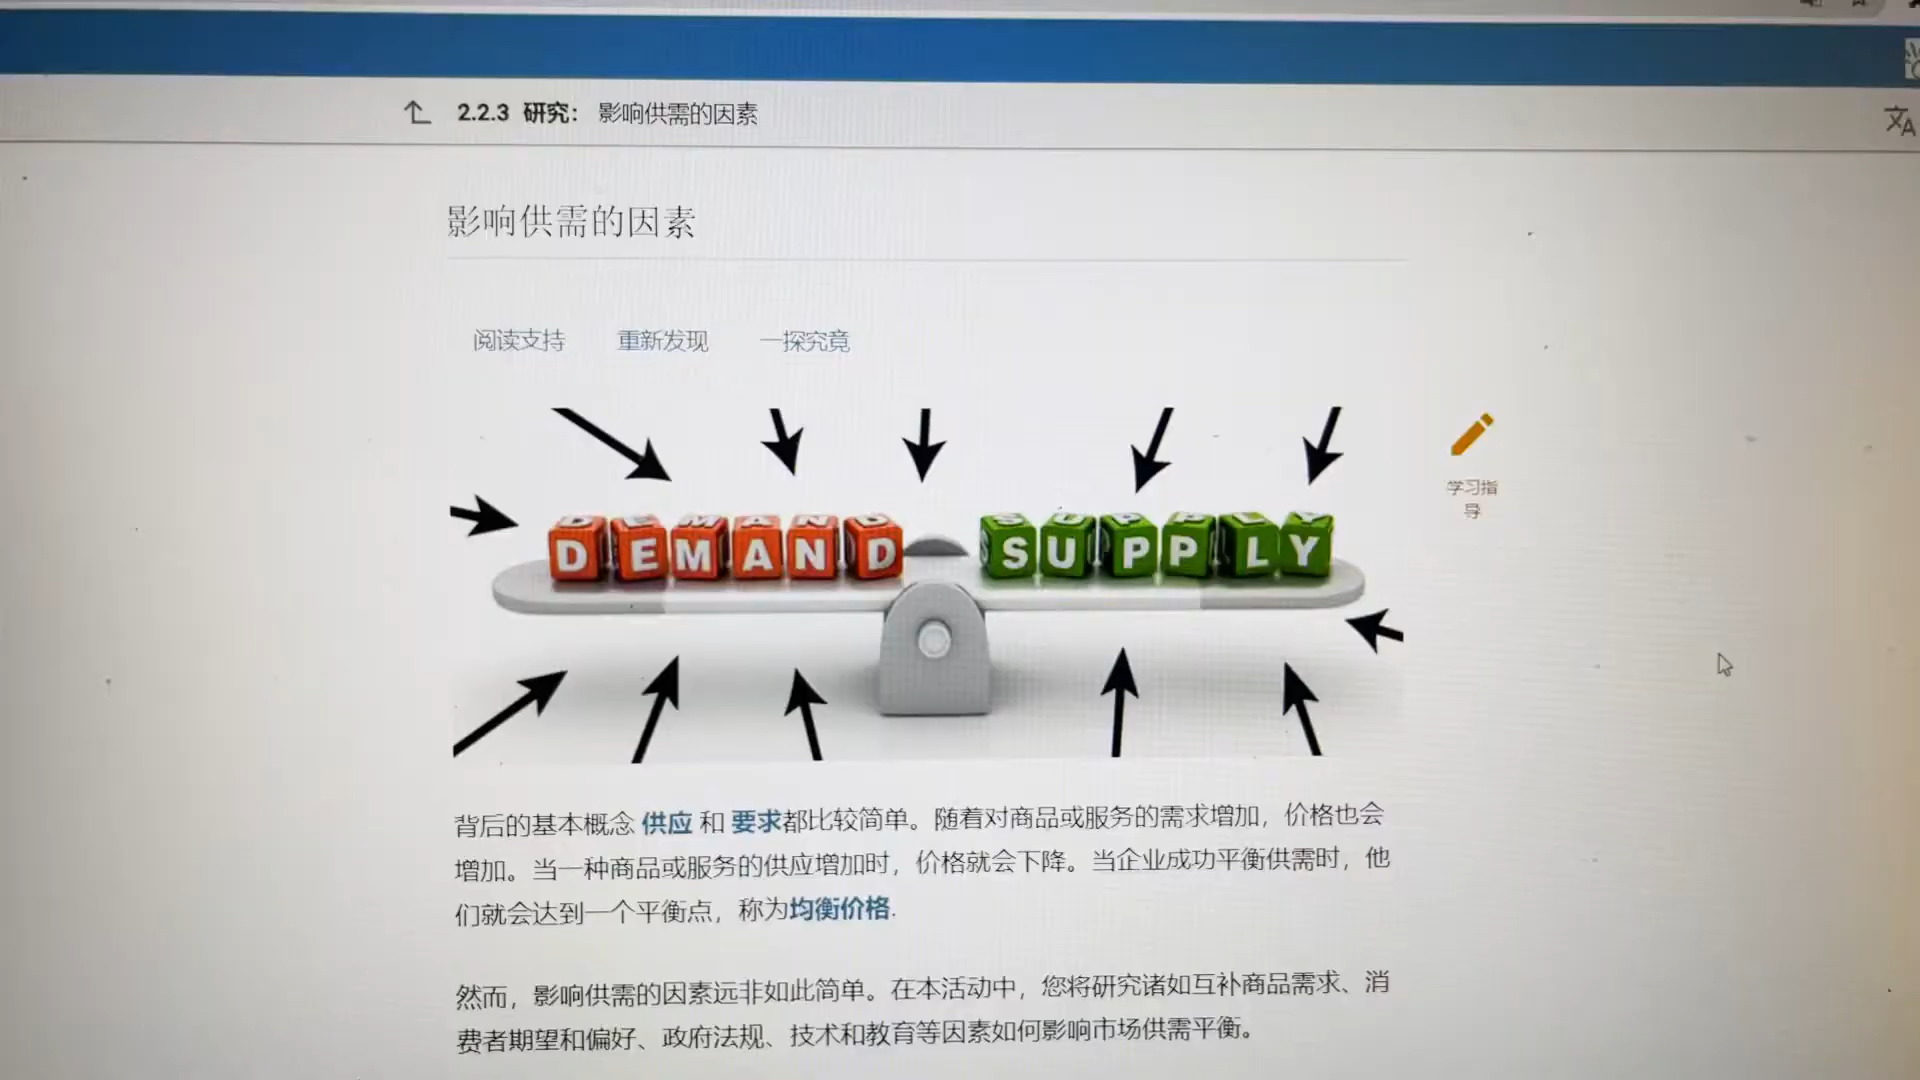 2.2.3 研究： 影响供需的因素
影响供需的因素
阅读支持 重新发现 一探究竟
DEMAND SUPPLY
学习指
导
背后的基本概念 供应 和 要求都比较简单。随着对商品或服务的需求增加，价格也会
增加。当一种商品或服务的供应增加时，价格就会下降。当企业成功平衡供需时，他
们就会达到一个平衡点，称为均衡价格.
然而，影响供需的因素远非如此简单。在本活动中，您将研究诸如互补商品需求、消
费者期望和偏好、政府法规、技术和教育等因素如何影响市场供需平衡。